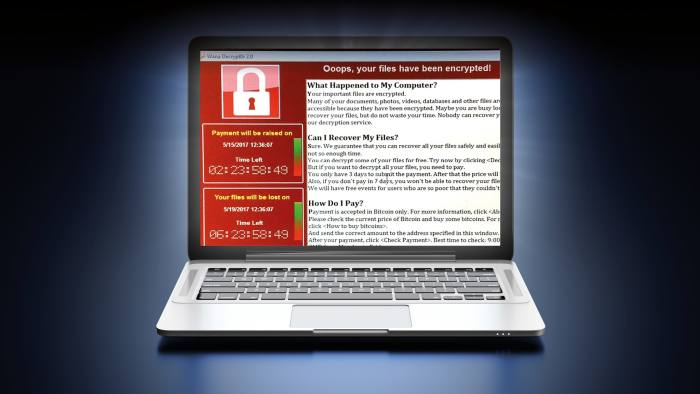 Wana Decrypt0r 2.0
Ooops, your files have been encrypted!
Payment will be raised on
5/15/2017 12:36:07
Time Left
02:23:58:49
Your files will be lost on
5/19/2017 12:36:07
Time Left
06:23:58:49
What Happened to My Computer?
Your important files are encrypted.
Many of your documents, photos, videos, databases and other files are
accessible because they have been encrypted. Maybe you are busy lo
recover your files, but do not waste your time. Nobody can recover y
our decryption service.
Can I Recover My Files?
Sure. We guarantee that you can recover all your files safely and easil
not so enough time.
You can decrypt some of your files for free. Try now by clicking <Dec
But if you want to decrypt all your files, you need to pay.
You only have 3 days to submit the payment. After that the price will
Also, if you don't pay in 7 days, you won't be able to recover your file
We will have free events for users who are so poor that they couldn't
How Do I Pay?
Payment is accepted in Bitcoin only. For more information, click <Ab
Please check the current price of Bitcoin and buy some bitcoins. For m
click <How to buy bitcoins>.
And send the correct amount to the address specified in this window.
After your payment, click <Check Payment>. Best time to check: 9:00